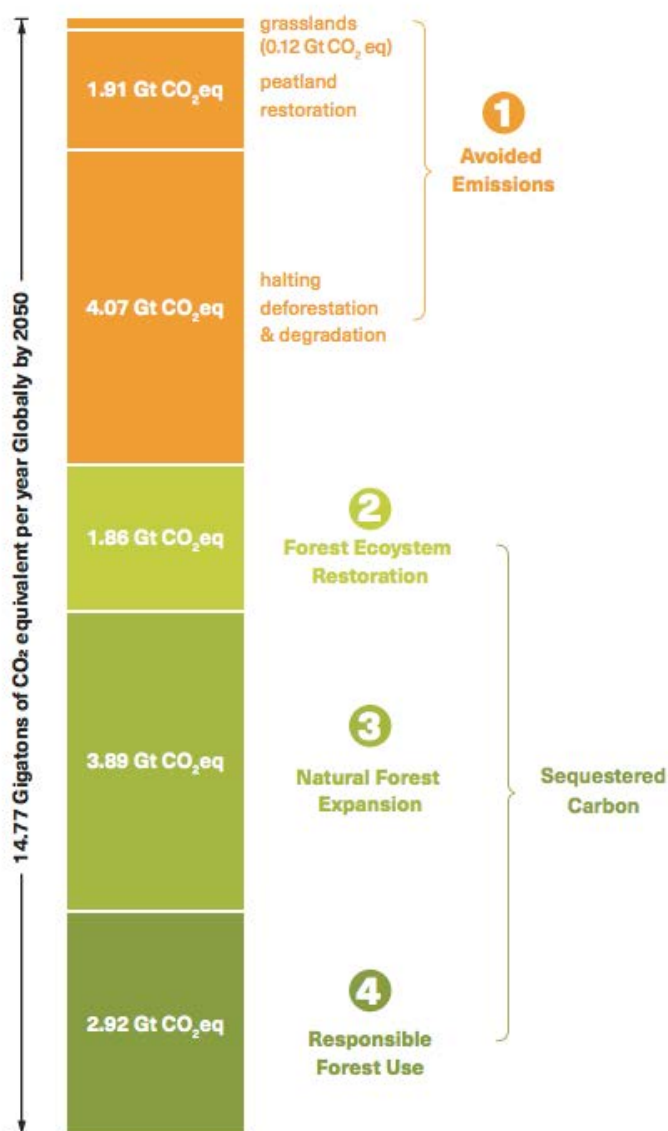 grasslands
(0.12 Gt CO₂ eq)
1.91 Gt CO₂eq
peatland
restoration
1
Avoided
Emissions
4.07 Gt CO₂eq
halting
deforestation
& degradation
14.77 Gigatons of CO₂ equivalent per year Globally by 2050
1.86 Gt CO₂eq
2
Forest Ecoystem
Restoration
3.89 Gt CO₂eq
3
Natural Forest
Expansion
Sequestered
Carbon
2.92 Gt CO₂eq
4
Responsible
Forest Use